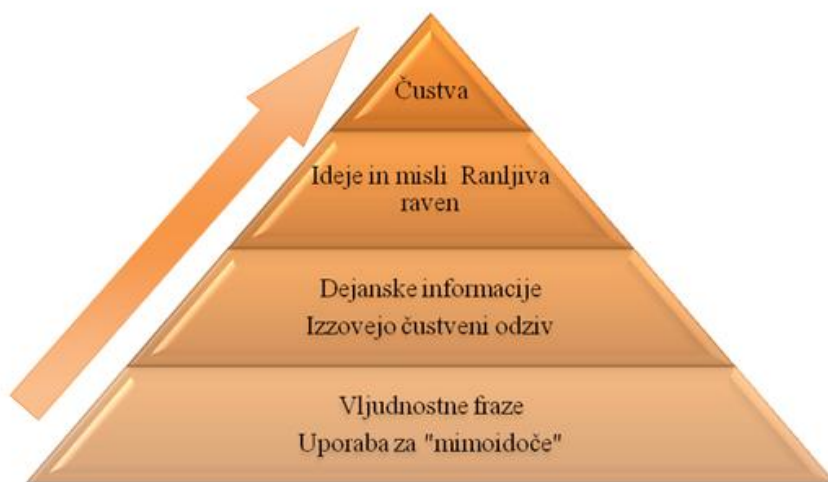 Čustva
Ideje in misli Ranljiva
raven
Dejanske informacije
Izzovejo čustveni odziv
Vljudnostne fraze
Uporaba za "mimoidoče"